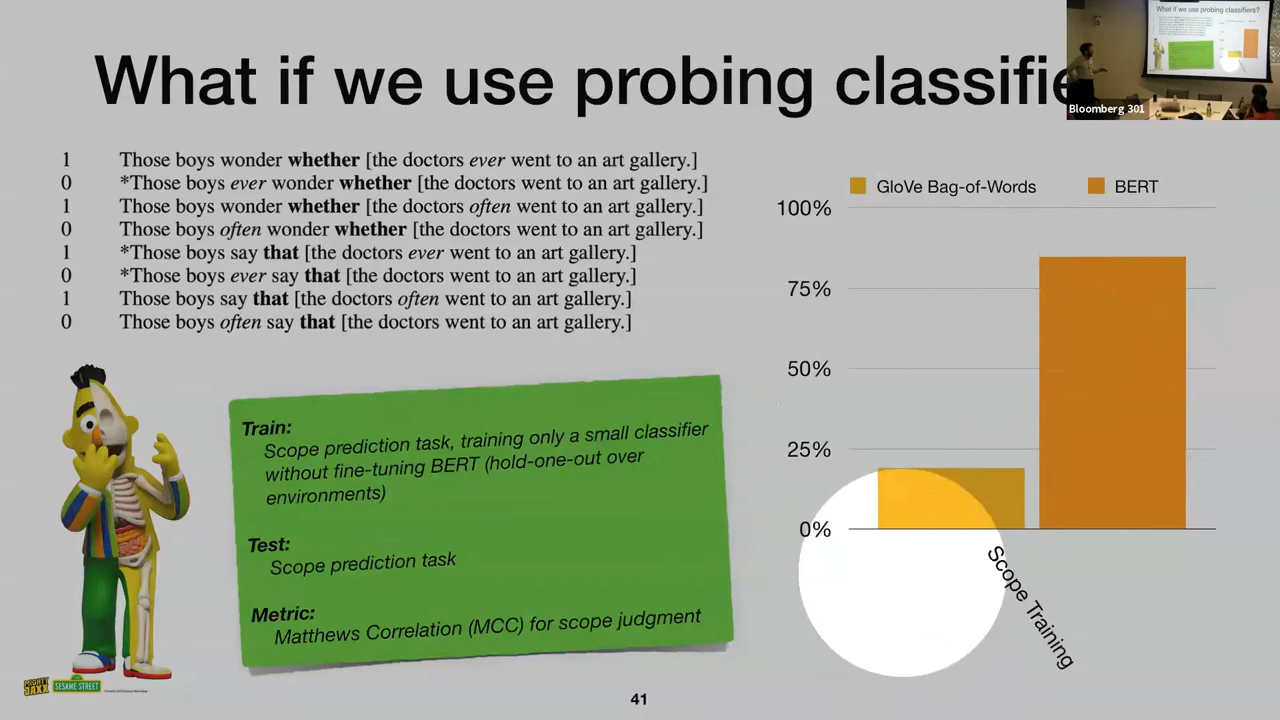 What if we use probing classifie
Bloomberg 301
What if we use probing classifiers?
1 Those boys wonder whether [the doctors ever went to an art gallery.]
0 *Those boys ever wonder whether [the doctors went to an art gallery.]
1 Those boys wonder whether [the doctors often went to an art gallery.]
0 Those boys often wonder whether [the doctors went to an art gallery.]
1 *Those boys say that [the doctors ever went to an art gallery.]
0 *Those boys ever say that [the doctors went to an art gallery.]
1 Those boys say that [the doctors often went to an art gallery.]
0 Those boys often say that [the doctors went to an art gallery.]
GloVe Bag-of-Words BERT
100%
75%
50%
25%
0%
Scope Training
Train:
Scope prediction task, training only a small classifier
without fine-tuning BERT (hold-one-out over
environments)
Test:
Scope prediction task
Metric:
Matthews Correlation (MCC) for scope judgment
MIGHTY
JAXX
SESAME STREET
41